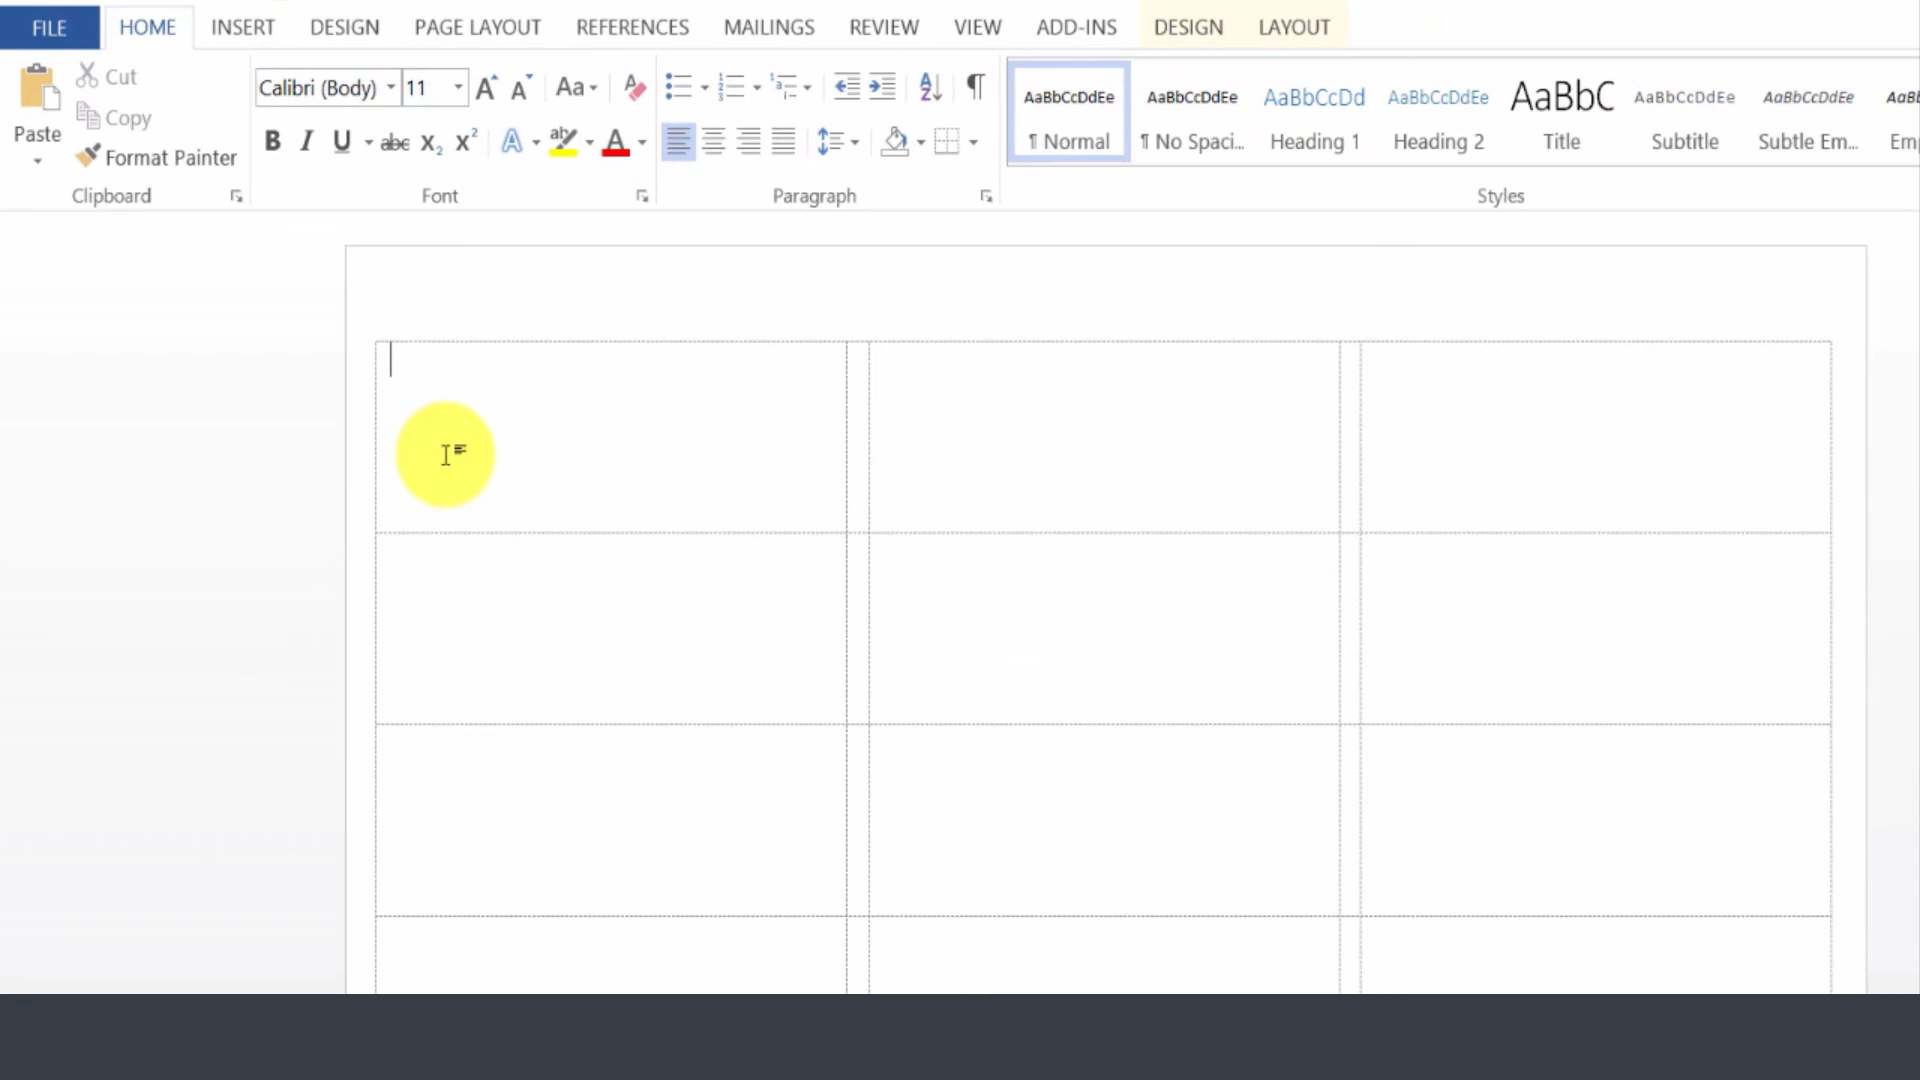 FILE HOME INSERT DESIGN PAGE LAYOUT REFERENCES MAILINGS REVIEW VIEW ADD-INS DESIGN LAYOUT
Paste
Cut
Copy
Format Painter
Clipboard
Calibri (Body) 11
Font
Paragraph
AaBbCcDdEe AaBbCcDdEe AaBbCcDd AaBbCcDdEe AaBbC AaBbCcDdEe AaBbCcDdEe AaBb
¶ Normal ¶ No Spaci... Heading 1 Heading 2 Title Subtitle Subtle Em... Emp
Styles